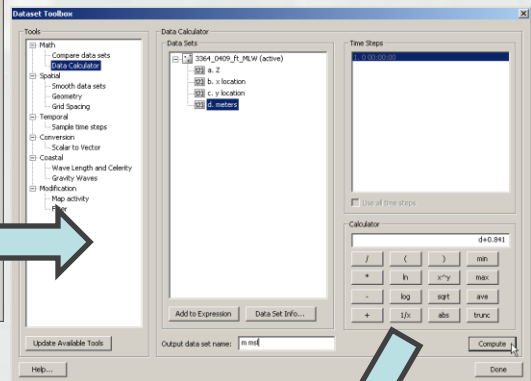 Dataset Toolbox
Tools
Math
Compare data sets
Data Calculator
Spatial
Smooth data sets
Geometry
Grid Spacing
Temporal
Sample time steps
Conversion
Scalar to Vector
Coastal
Wave Length and Celerity
Gravity Waves
Modification
Map activity
Filter
Update Available Tools
Help...
Data Calculator
Data Sets
3364_0409_ft_MLW (active)
a. Z
b. x location
c. y location
d. meters
Add to Expression
Data Set Info...
Output data set name: m msl
Time Steps
1. 0 00:00:00
Use all time steps
Calculator
d+0.841
/ ( ) min
* ln x^y max
- log sqrt ave
+ 1/x abs trunc
Compute
Done